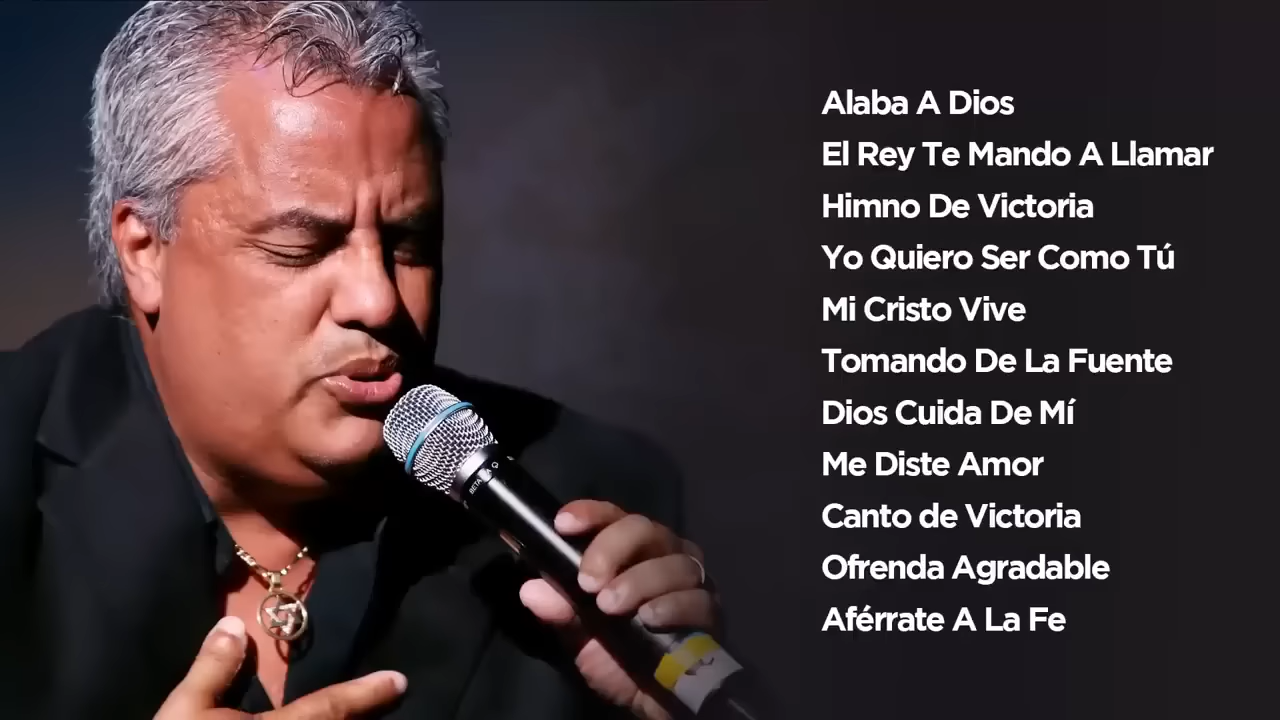 Alaba A Dios
El Rey Te Mando A Llamar
Himno De Victoria
Yo Quiero Ser Como Tú
Mi Cristo Vive
Tomando De La Fuente
Dios Cuida De Mí
Me Diste Amor
Canto de Victoria
Ofrenda Agradable
Aférrate A La Fe
BETA